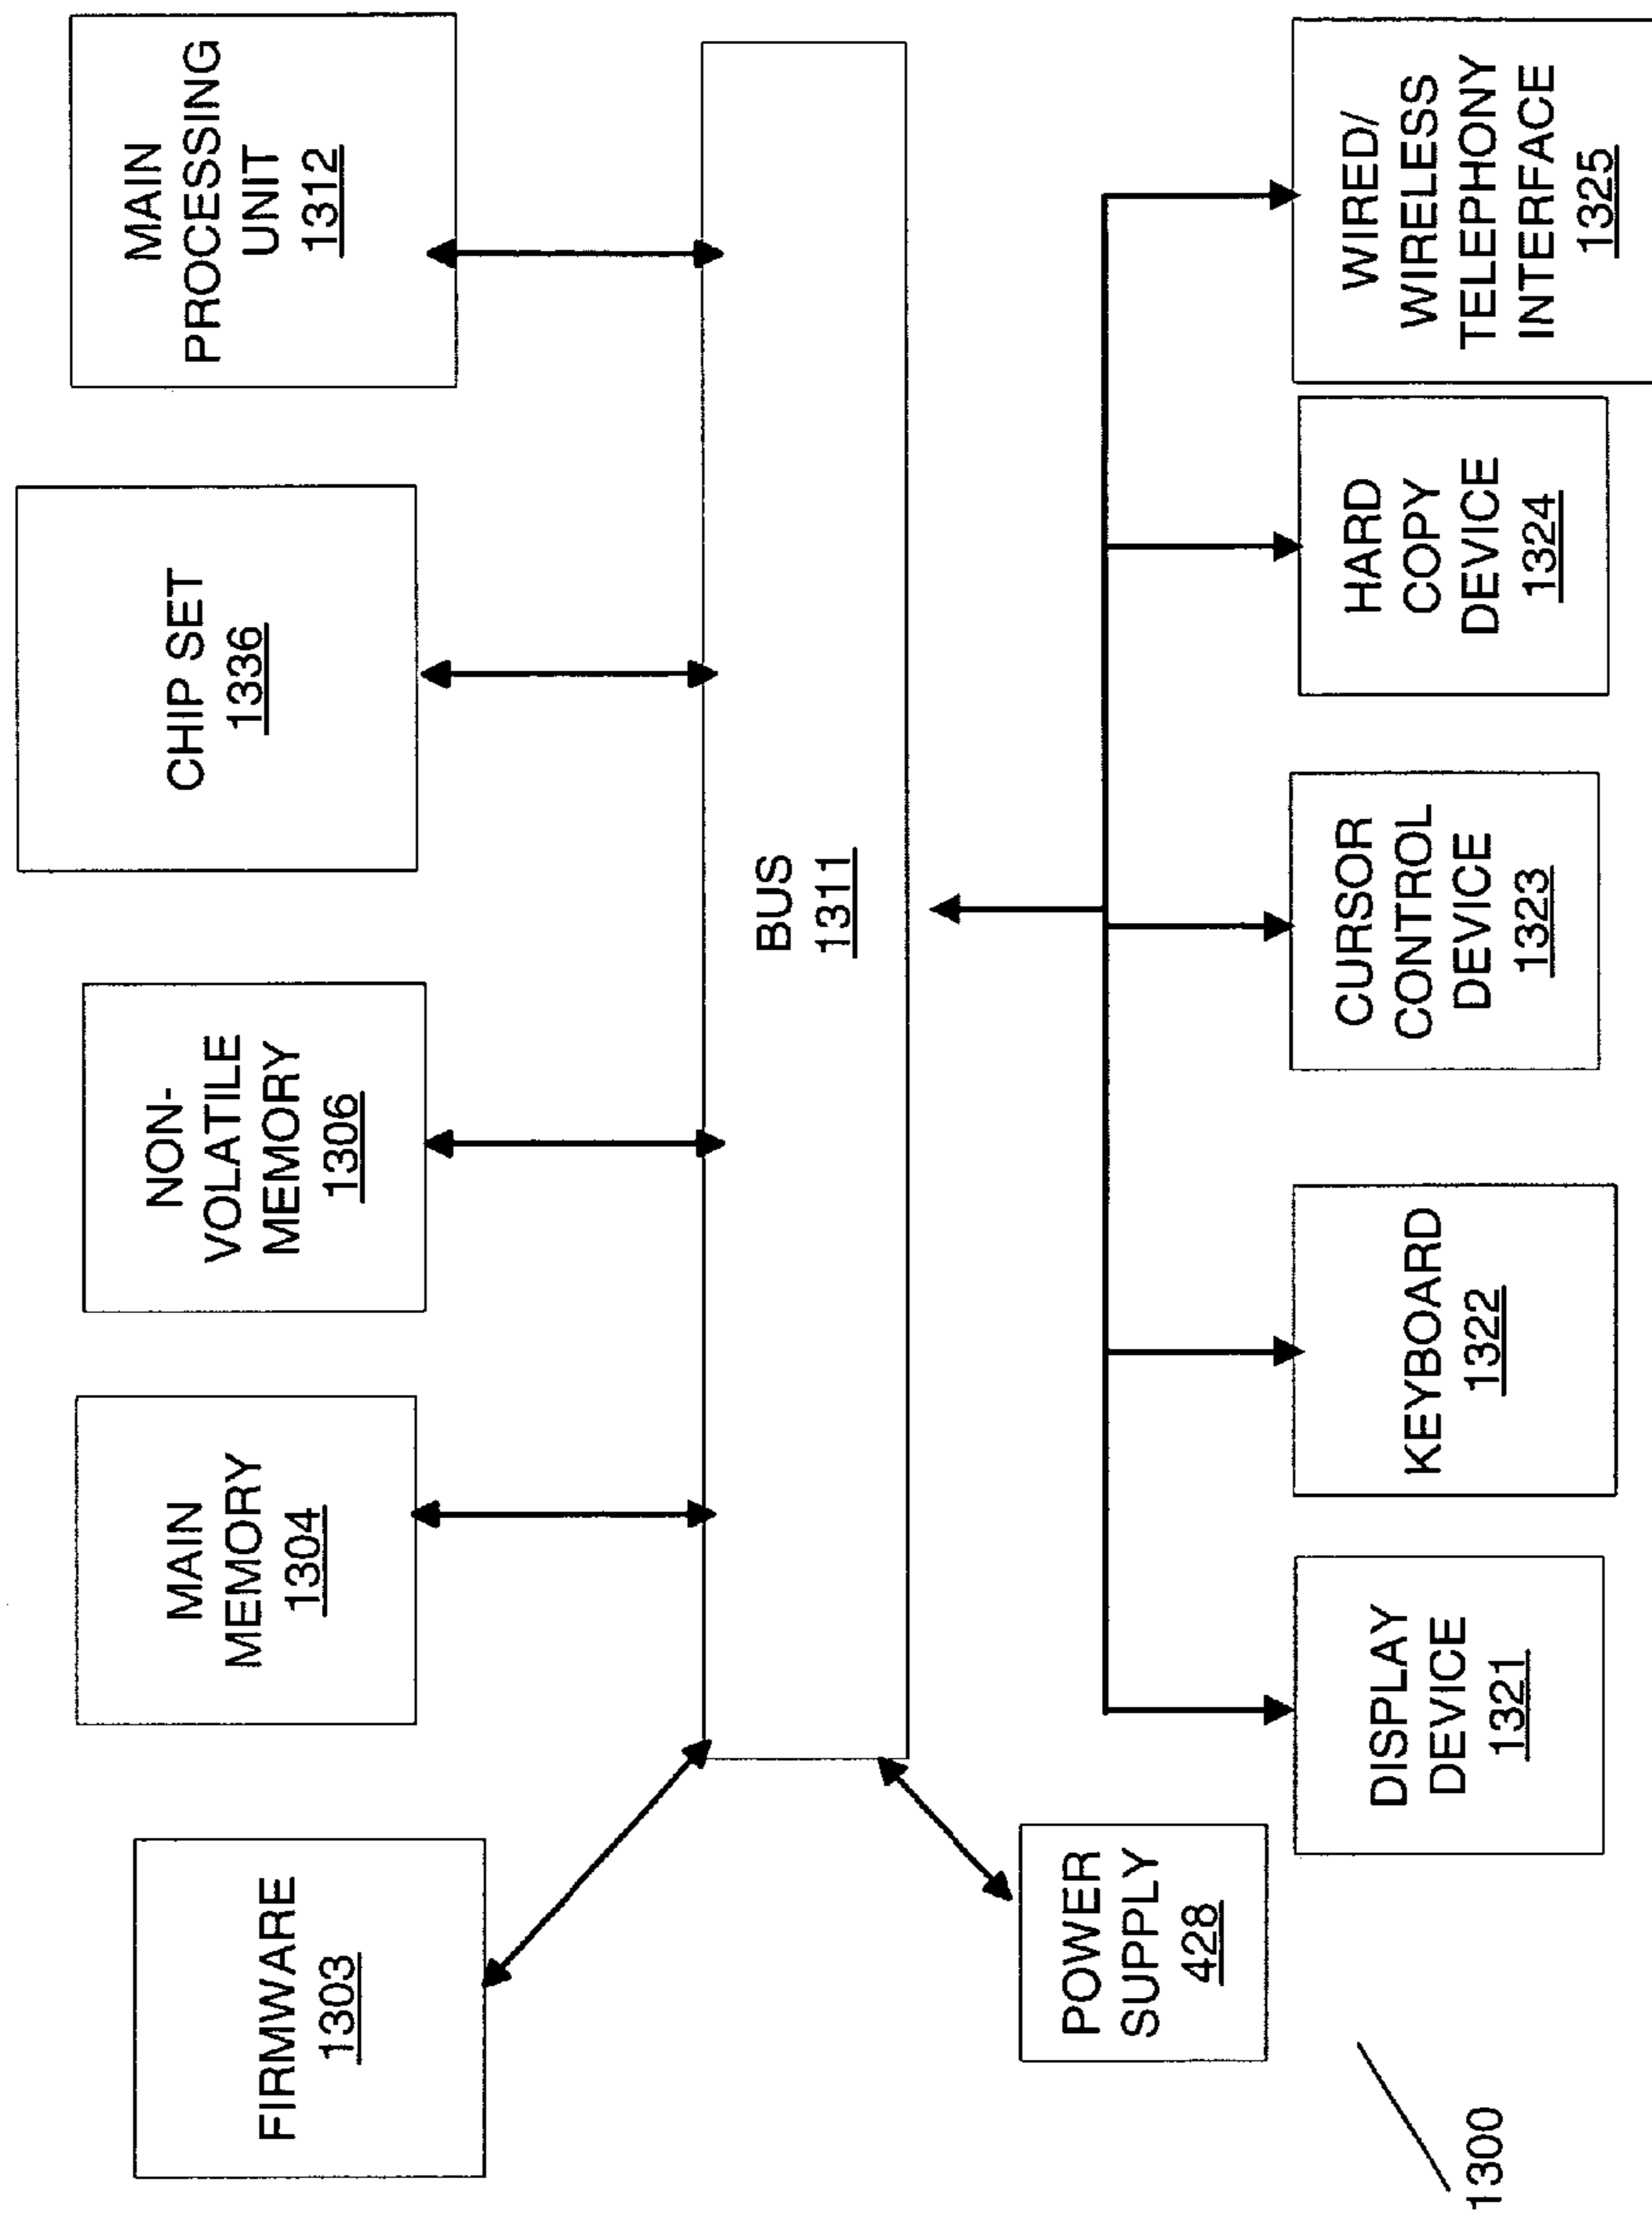 MAIN
PROCESSING
UNIT
1312
CHIP SET
1336
NON-
VOLATILE
MEMORY
1306
MAIN
MEMORY
1304
FIRMWARE
1303
BUS
1311
POWER
SUPPLY
428
DISPLAY
DEVICE
1321
KEYBOARD
1322
CURSOR
CONTROL
DEVICE
1323
HARD
COPY
DEVICE
1324
WIRED/
WIRELESS
TELEPHONY
INTERFACE
1325
1300